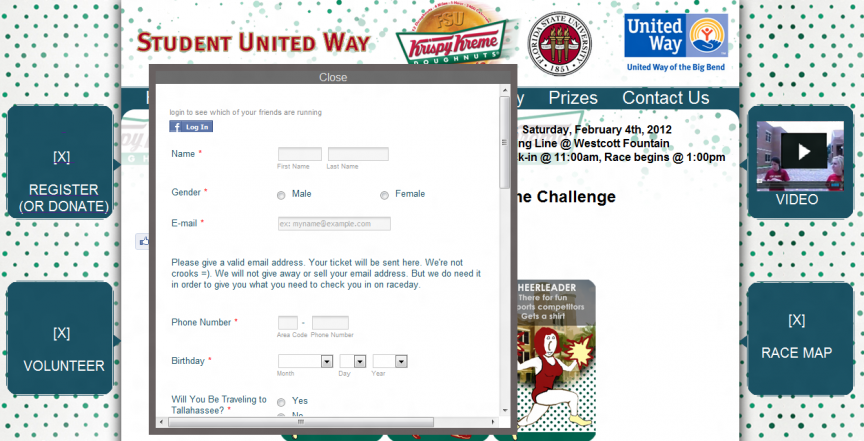 STUDENT UNITED WAY
FSU
Krispy Kreme
DOUGHNUTS
FLORIDA STATE UNIVERSITY
1851
United
Way
United Way of the Big Bend
Close
y Prizes Contact Us
login to see which of your friends are running
f Log In
Name *
First Name Last Name
Gender * Male Female
E-mail * ex: myname@example.com
Please give a valid email address. Your ticket will be sent here. We're not
crooks =). We will not give away or sell your email address. But we do need it
in order to give you what you need to check you in on raceday.
Phone Number * -
Area Code Phone Number
Birthday *
Month Day Year
Will You Be Traveling to
Tallahassee? *
Yes
No
Saturday, February 4th, 2012
ng Line @ Westcott Fountain
k-in @ 11:00am, Race begins @ 1:00pm
ne Challenge
HEERLEADER
There for fun
ports competitors
Gets a shirt
[X]
REGISTER
(OR DONATE)
[X]
VOLUNTEER
VIDEO
[X]
RACE MAP